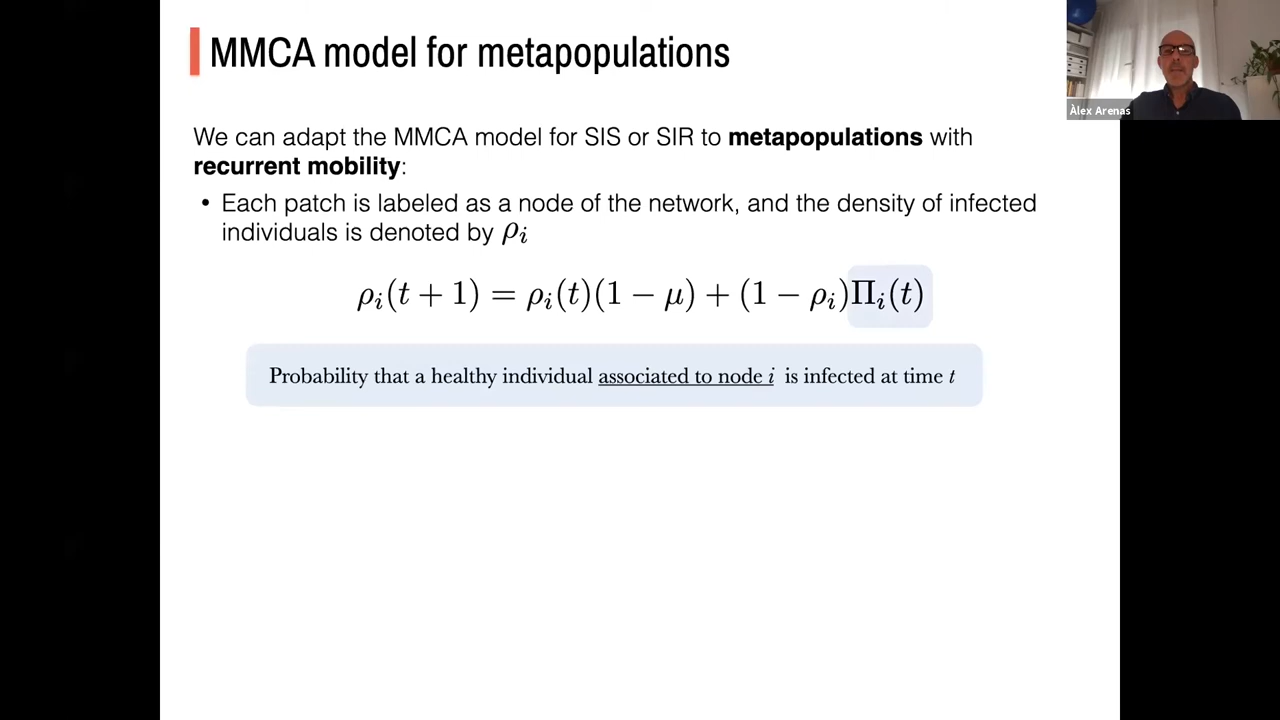 MMCA model for metapopulations
Àlex Arenas
We can adapt the MMCA model for SIS or SIR to metapopulations with
recurrent mobility:
• Each patch is labeled as a node of the network, and the density of infected
individuals is denoted by ρᵢ
ρᵢ(t + 1) = ρᵢ(t)(1 − μ) + (1 − ρᵢ)Πᵢ(t)
Probability that a healthy individual associated to node i is infected at time t